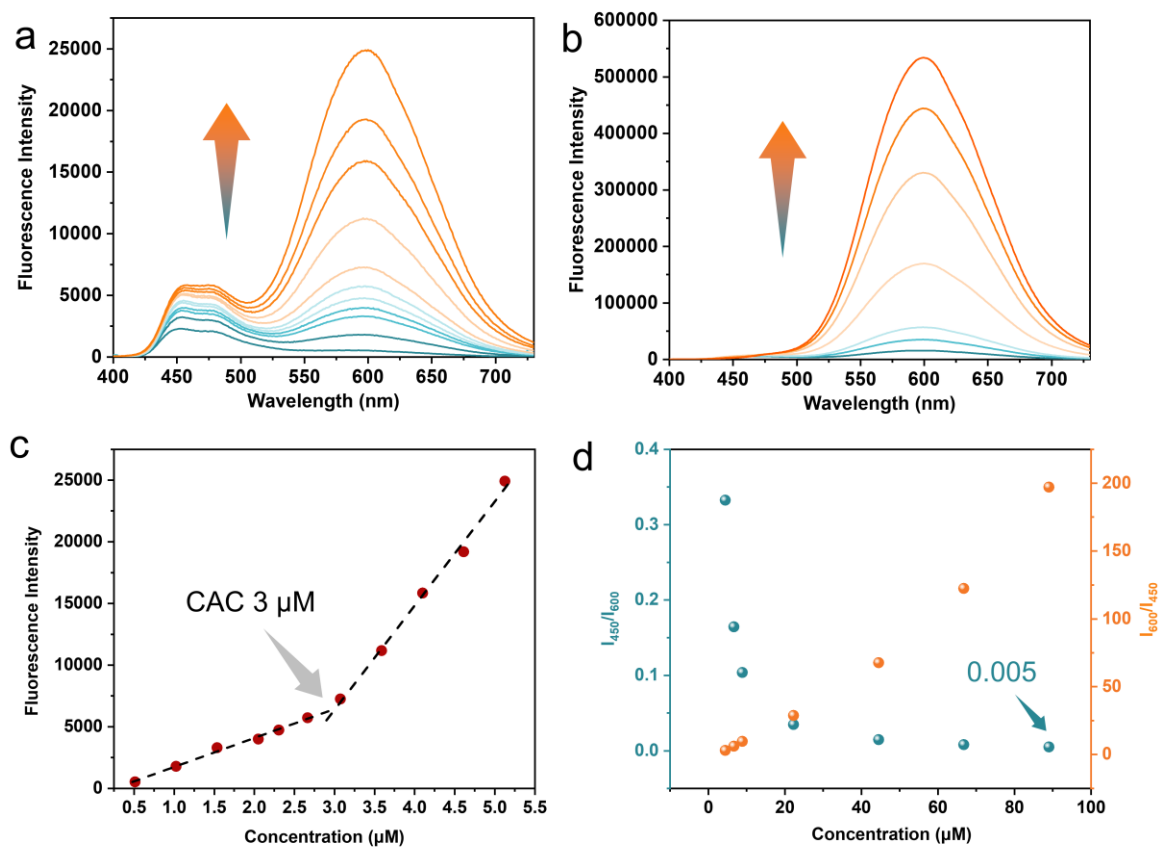 a
25000
20000
15000
10000
5000
0
Fluorescence Intensity
400 450 500 550 600 650 700
Wavelength (nm)
b
600000
500000
400000
300000
200000
100000
0
Fluorescence Intensity
400 450 500 550 600 650 700
Wavelength (nm)
c
25000
20000
15000
10000
5000
0
Fluorescence Intensity
CAC 3 μM
0.5 1.0 1.5 2.0 2.5 3.0 3.5 4.0 4.5 5.0 5.5
Concentration (μM)
d
0.4
0.3
0.2
0.1
0.0
I450/I600
200
150
100
50
0
I600/I450
0.005
0 20 40 60 80 100
Concentration (μM)